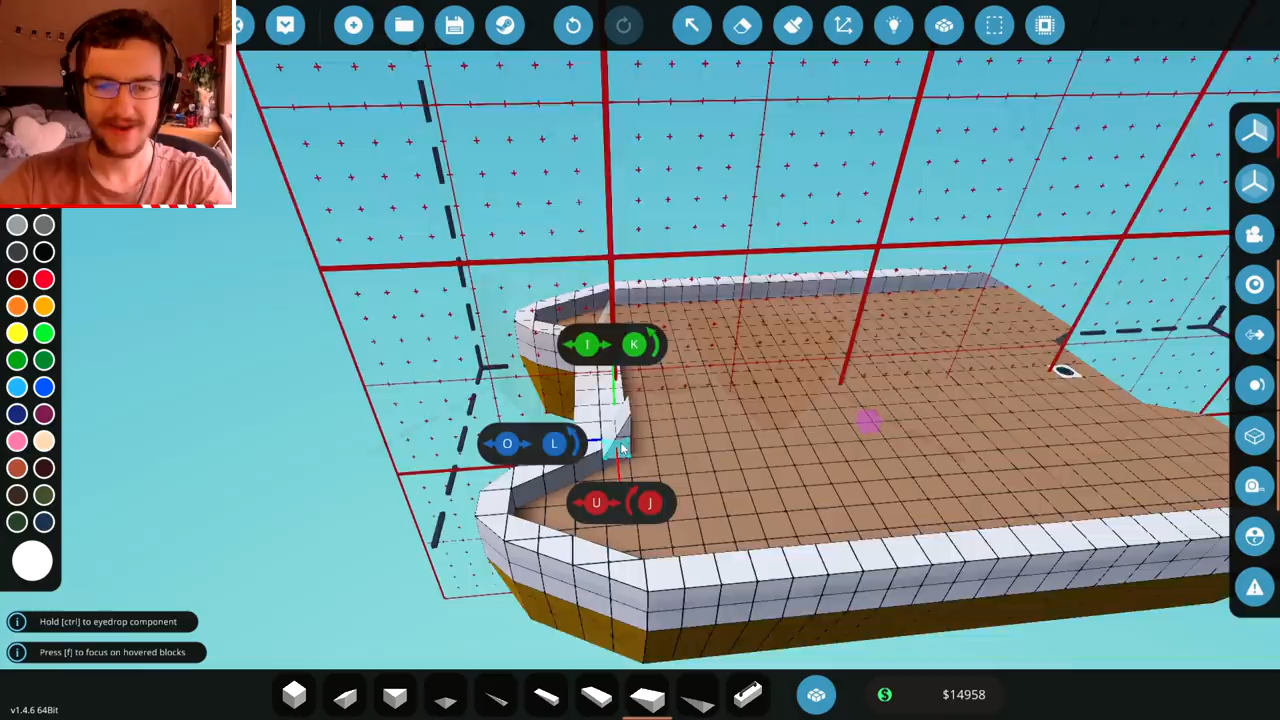 I K
O L
U J
Hold [ctrl] to eyedrop component
Press [f] to focus on hovered blocks
v1.4.6 64Bit
$ $14958